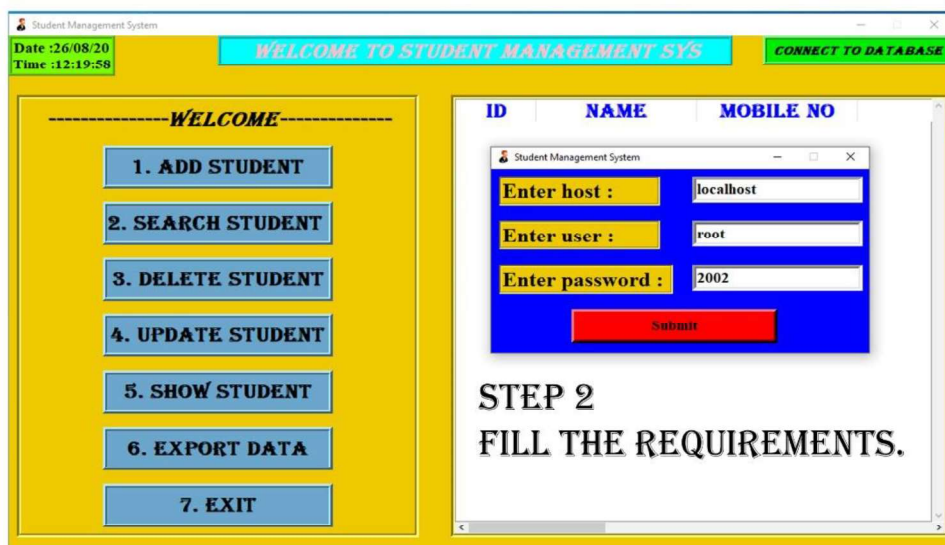 Student Management System
Date :26/08/20
Time :12:19:58
WELCOME TO STUDENT MANAGEMENT SYS
CONNECT TO DATABASE
---------------WELCOME--------------
1. ADD STUDENT
2. SEARCH STUDENT
3. DELETE STUDENT
4. UPDATE STUDENT
5. SHOW STUDENT
6. EXPORT DATA
7. EXIT
ID NAME MOBILE NO
Student Management System
Enter host : localhost
Enter user : root
Enter password : 2002
Submit
STEP 2
FILL THE REQUIREMENTS.